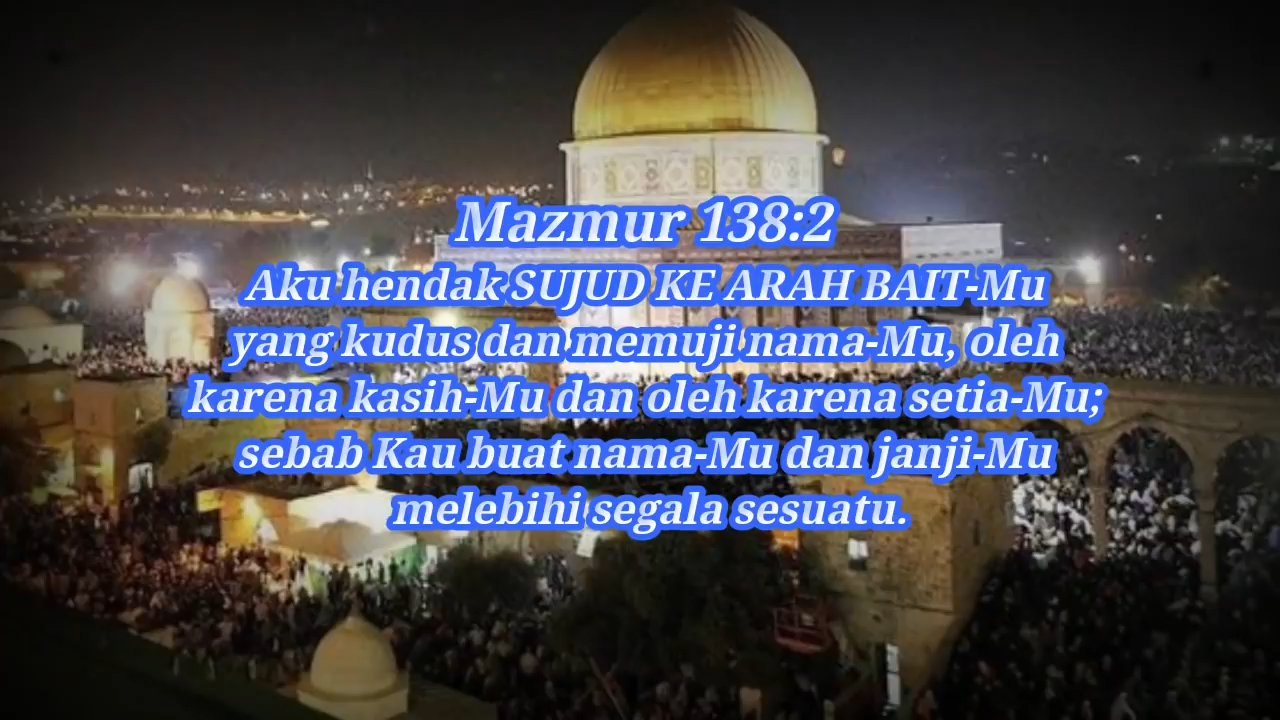 Mazmur 138:2
Aku hendak SUJUD KE ARAH BAIT-Mu
yang kudus dan memuji nama-Mu, oleh
karena kasih-Mu dan oleh karena setia-Mu;
sebab Kau buat nama-Mu dan janji-Mu
melebihi segala sesuatu.